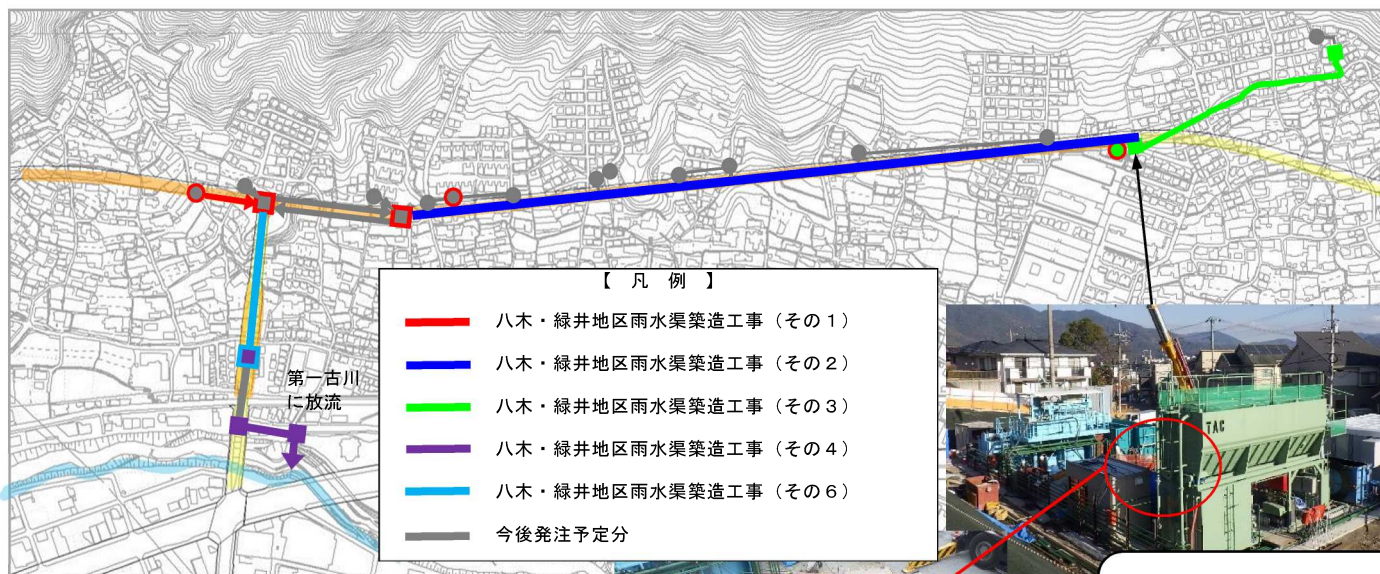 第一古川
に放流
【 凡 例 】
八木・緑井地区雨水渠築造工事（その１）
八木・緑井地区雨水渠築造工事（その２）
八木・緑井地区雨水渠築造工事（その３）
八木・緑井地区雨水渠築造工事（その４）
八木・緑井地区雨水渠築造工事（その６）
今後発注予定分
TAC